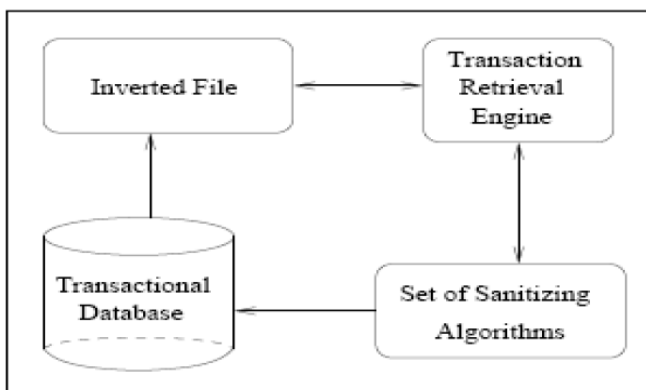 Inverted File
Transaction
Retrieval
Engine
Transactional
Database
Set of Sanitizing
Algorithms